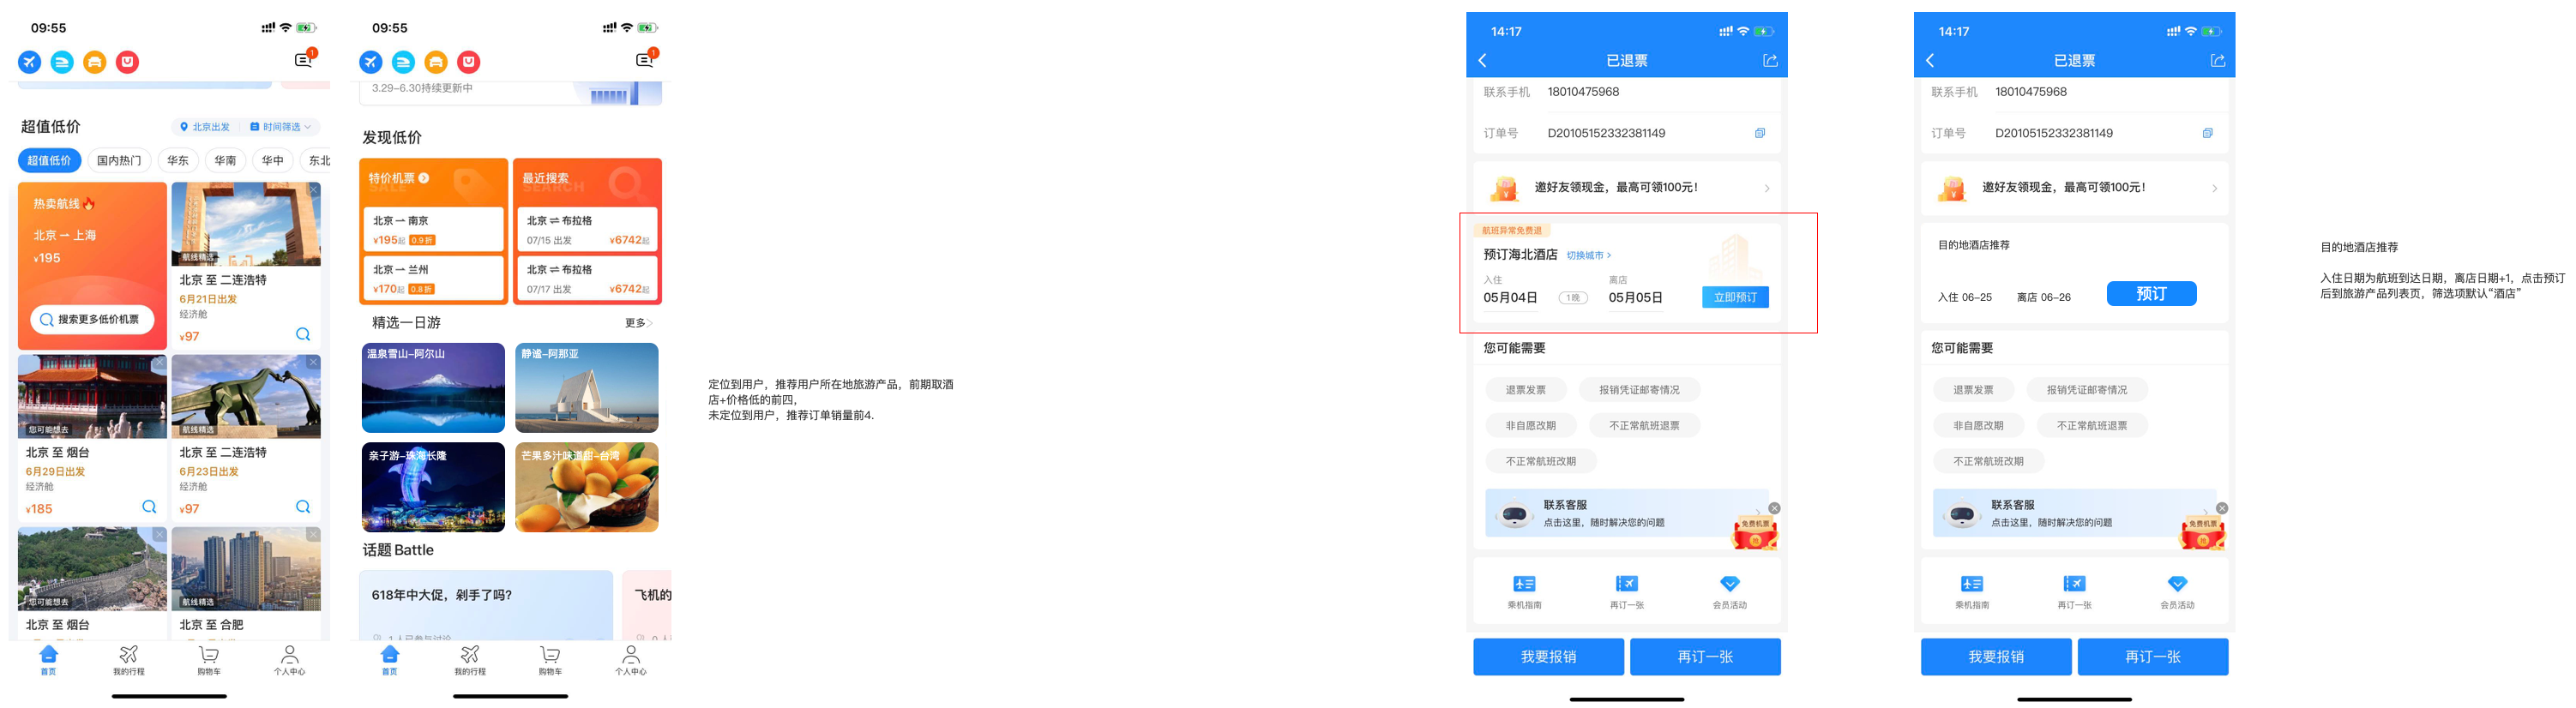 09:55
1
超值低价
北京出发
时间筛选
超值低价
国内热门
华东
华南
华中
东北
热卖航线
北京 — 上海
¥195
搜索更多低价机票
航线精选
北京 至 二连浩特
6月21日出发
经济舱
¥97
您可能想去
北京 至 烟台
6月29日出发
经济舱
¥185
航线精选
北京 至 二连浩特
6月23日出发
经济舱
¥97
您可能想去
北京 至 烟台
航线精选
北京 至 合肥
首页
我的行程
购物车
个人中心
09:55
1
3.29-6.30持续更新中
发现低价
特价机票
SALE
北京 — 南京
¥195起 0.9折
北京 — 兰州
¥170起 0.8折
最近搜索
SEARCH
北京 ⇌ 布拉格
07/15 出发 ¥6742起
北京 ⇌ 布拉格
07/17 出发 ¥6742起
精选一日游
更多
温泉雪山-阿尔山
静谧-阿那亚
亲子游-珠海长隆
芒果多汁味道甜-台湾
话题 Battle
618年中大促，剁手了吗?
飞机的
首页
我的行程
购物车
个人中心
定位到用户，推荐用户所在地旅游产品，前期取酒
店+价格低的前四，
未定位到用户，推荐订单销量前4.
14:17
已退票
联系手机 18010475968
订单号 D20105152332381149
邀好友领现金，最高可领100元！
航班异常免费退
预订海北酒店 切换城市
入住
离店
05月04日
1晚
05月05日
立即预订
您可能需要
退票发票
报销凭证邮寄情况
非自愿改期
不正常航班退票
不正常航班改期
联系客服
点击这里，随时解决您的问题
免费机票
抢
乘机指南
再订一张
会员活动
我要报销
再订一张
14:17
已退票
联系手机 18010475968
订单号 D20105152332381149
邀好友领现金，最高可领100元！
目的地酒店推荐
入住 06-25
离店 06-26
预订
您可能需要
退票发票
报销凭证邮寄情况
非自愿改期
不正常航班退票
不正常航班改期
联系客服
点击这里，随时解决您的问题
免费机票
抢
乘机指南
再订一张
会员活动
我要报销
再订一张
目的地酒店推荐
入住日期为航班到达日期，离店日期+1，点击预订
后到旅游产品列表页，筛选项默认“酒店”